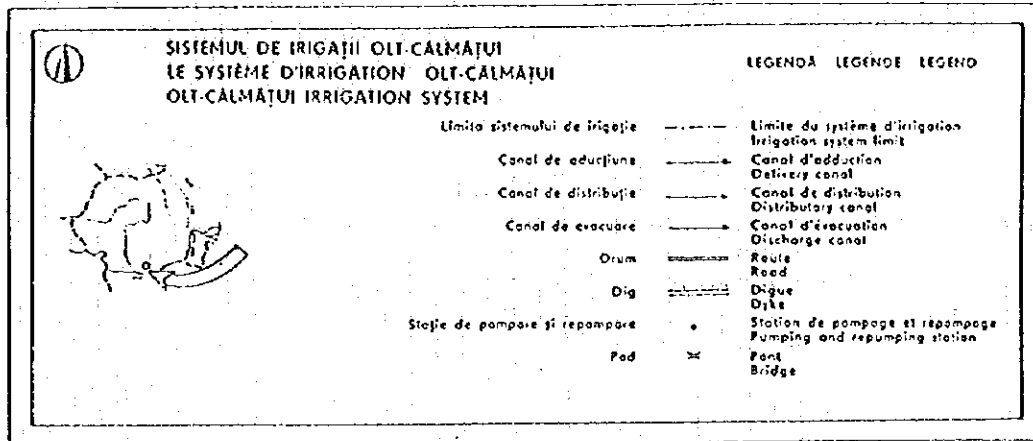 SISTEMUL DE IRIGAȚII OLT-CĂLMĂȚUI
LE SYSTÈME D'IRRIGATION OLT-CĂLMĂȚUI
OLT-CĂLMĂȚUI IRRIGATION SYSTEM
LEGENDĂ LEGENDE LEGEND
Limita sistemului de irigație
Limite du système d'irrigation
Irrigation system limit
Canal de aducțiune
Canal d'adduction
Delivery canal
Canal de distribuție
Canal de distribution
Distributary canal
Canal de evacuare
Canal d'évacuation
Discharge canal
Drum
Route
Road
Dig
Digue
Dyke
Stație de pompare și repompare
Station de pompage et repompage
Pumping and repumping station
Pod
Pont
Bridge